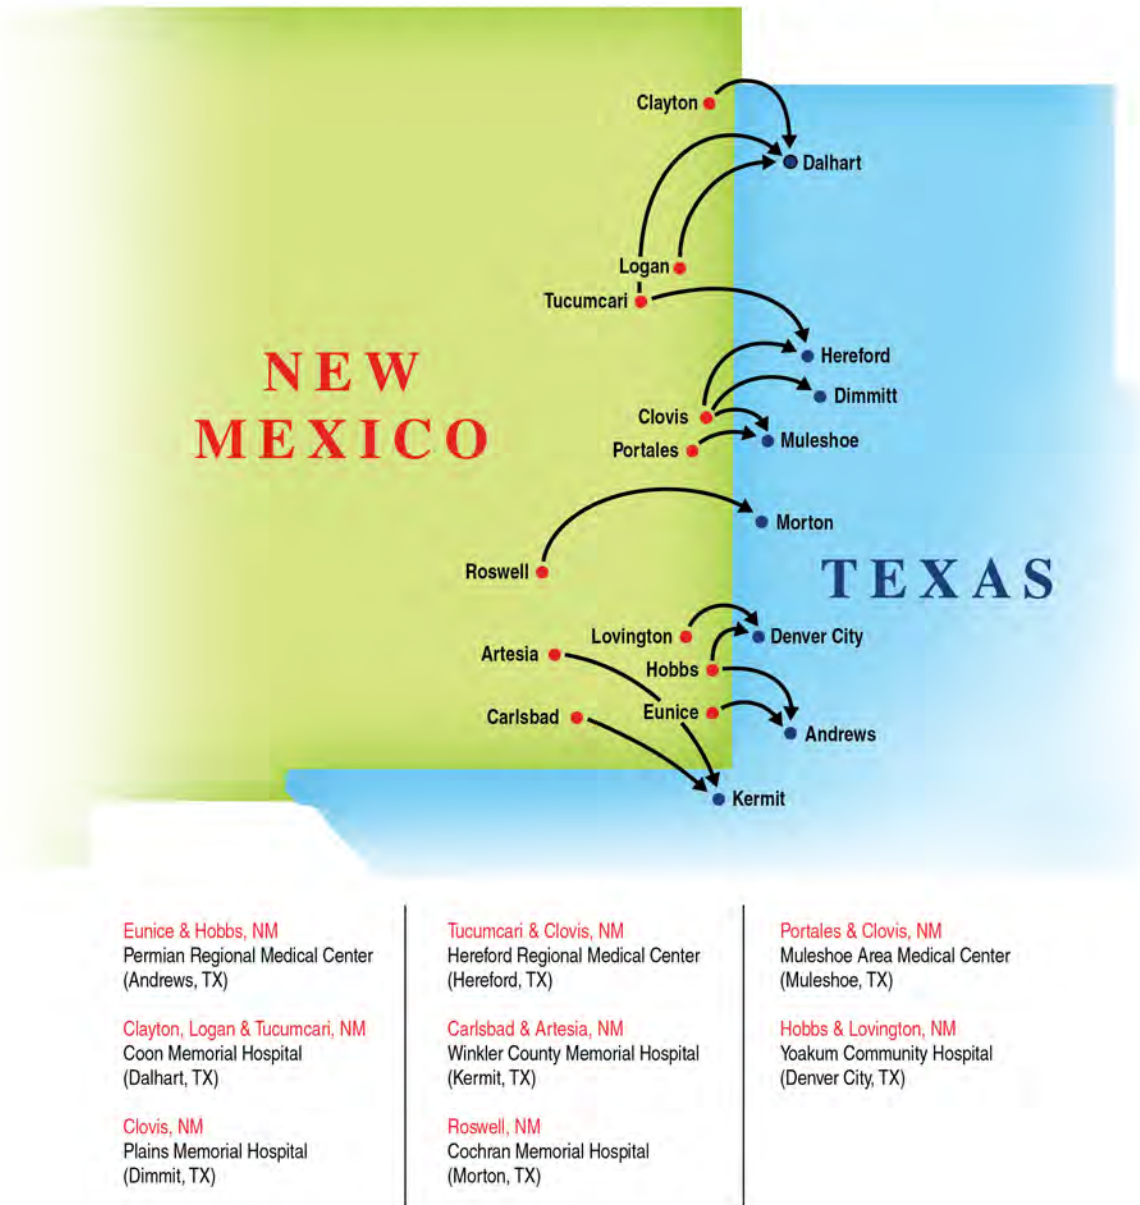 Clayton
Dalhart
Logan
Tucumcari
Hereford
NEW
MEXICO
Dimmitt
Clovis
Muleshoe
Portales
Morton
Roswell
TEXAS
Lovington
Denver City
Artesia
Hobbs
Carlsbad
Eunice
Andrews
Kermit
Eunice & Hobbs, NM
Permian Regional Medical Center
(Andrews, TX)
Clayton, Logan & Tucumcari, NM
Coon Memorial Hospital
(Dalhart, TX)
Clovis, NM
Plains Memorial Hospital
(Dimmit, TX)
Tucumcari & Clovis, NM
Hereford Regional Medical Center
(Hereford, TX)
Carlsbad & Artesia, NM
Winkler County Memorial Hospital
(Kermit, TX)
Roswell, NM
Cochran Memorial Hospital
(Morton, TX)
Portales & Clovis, NM
Muleshoe Area Medical Center
(Muleshoe, TX)
Hobbs & Lovington, NM
Yoakum Community Hospital
(Denver City, TX)